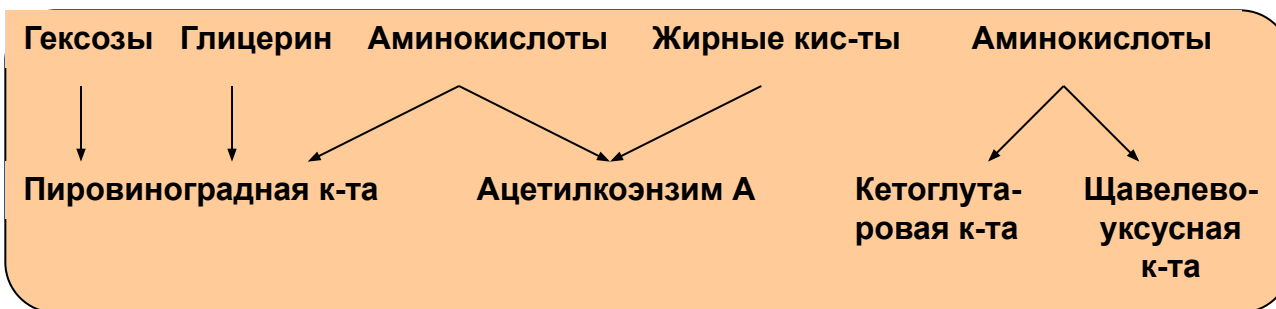 Гексозы Глицерин Аминокислоты Жирные кис-ты Аминокислоты
Пировиноградная к-та Ацетилкоэнзим А Кетоглута- Щавелево-
ровая к-та уксусная
к-та